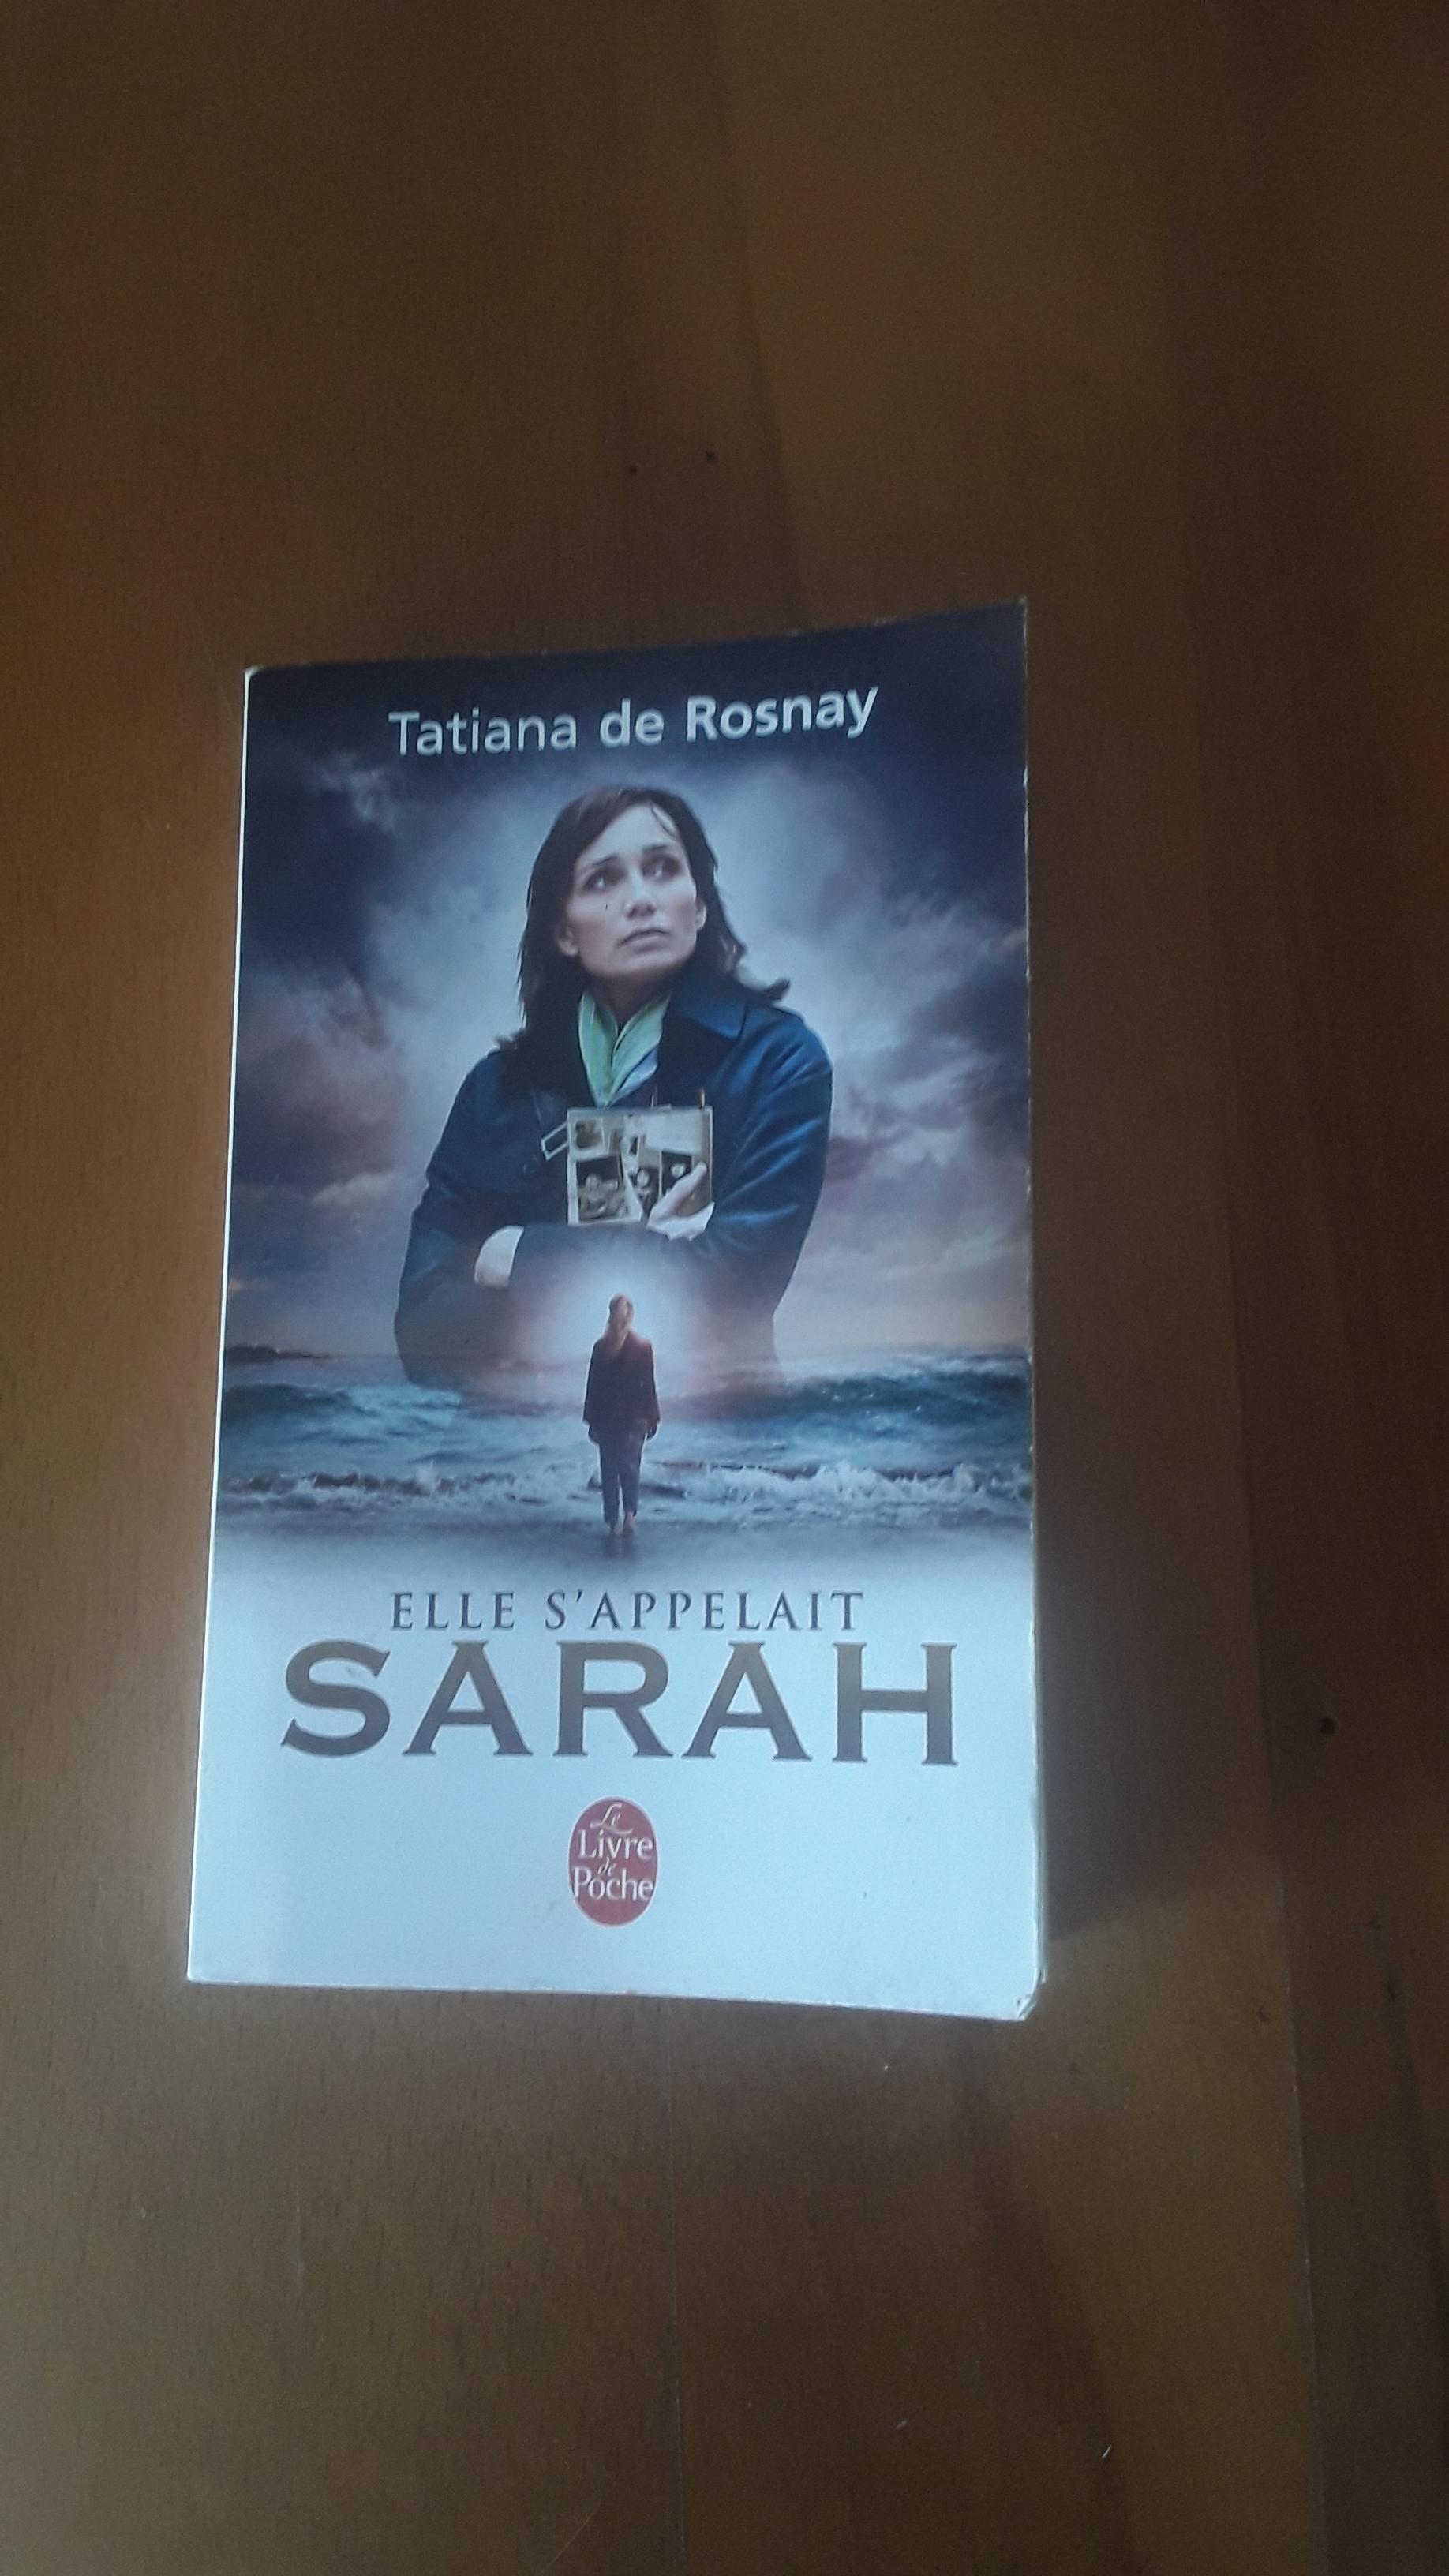 Tatiana de Rosnay
ELLE S'APPELAIT
SARAH
Le
Livre
de
Poche